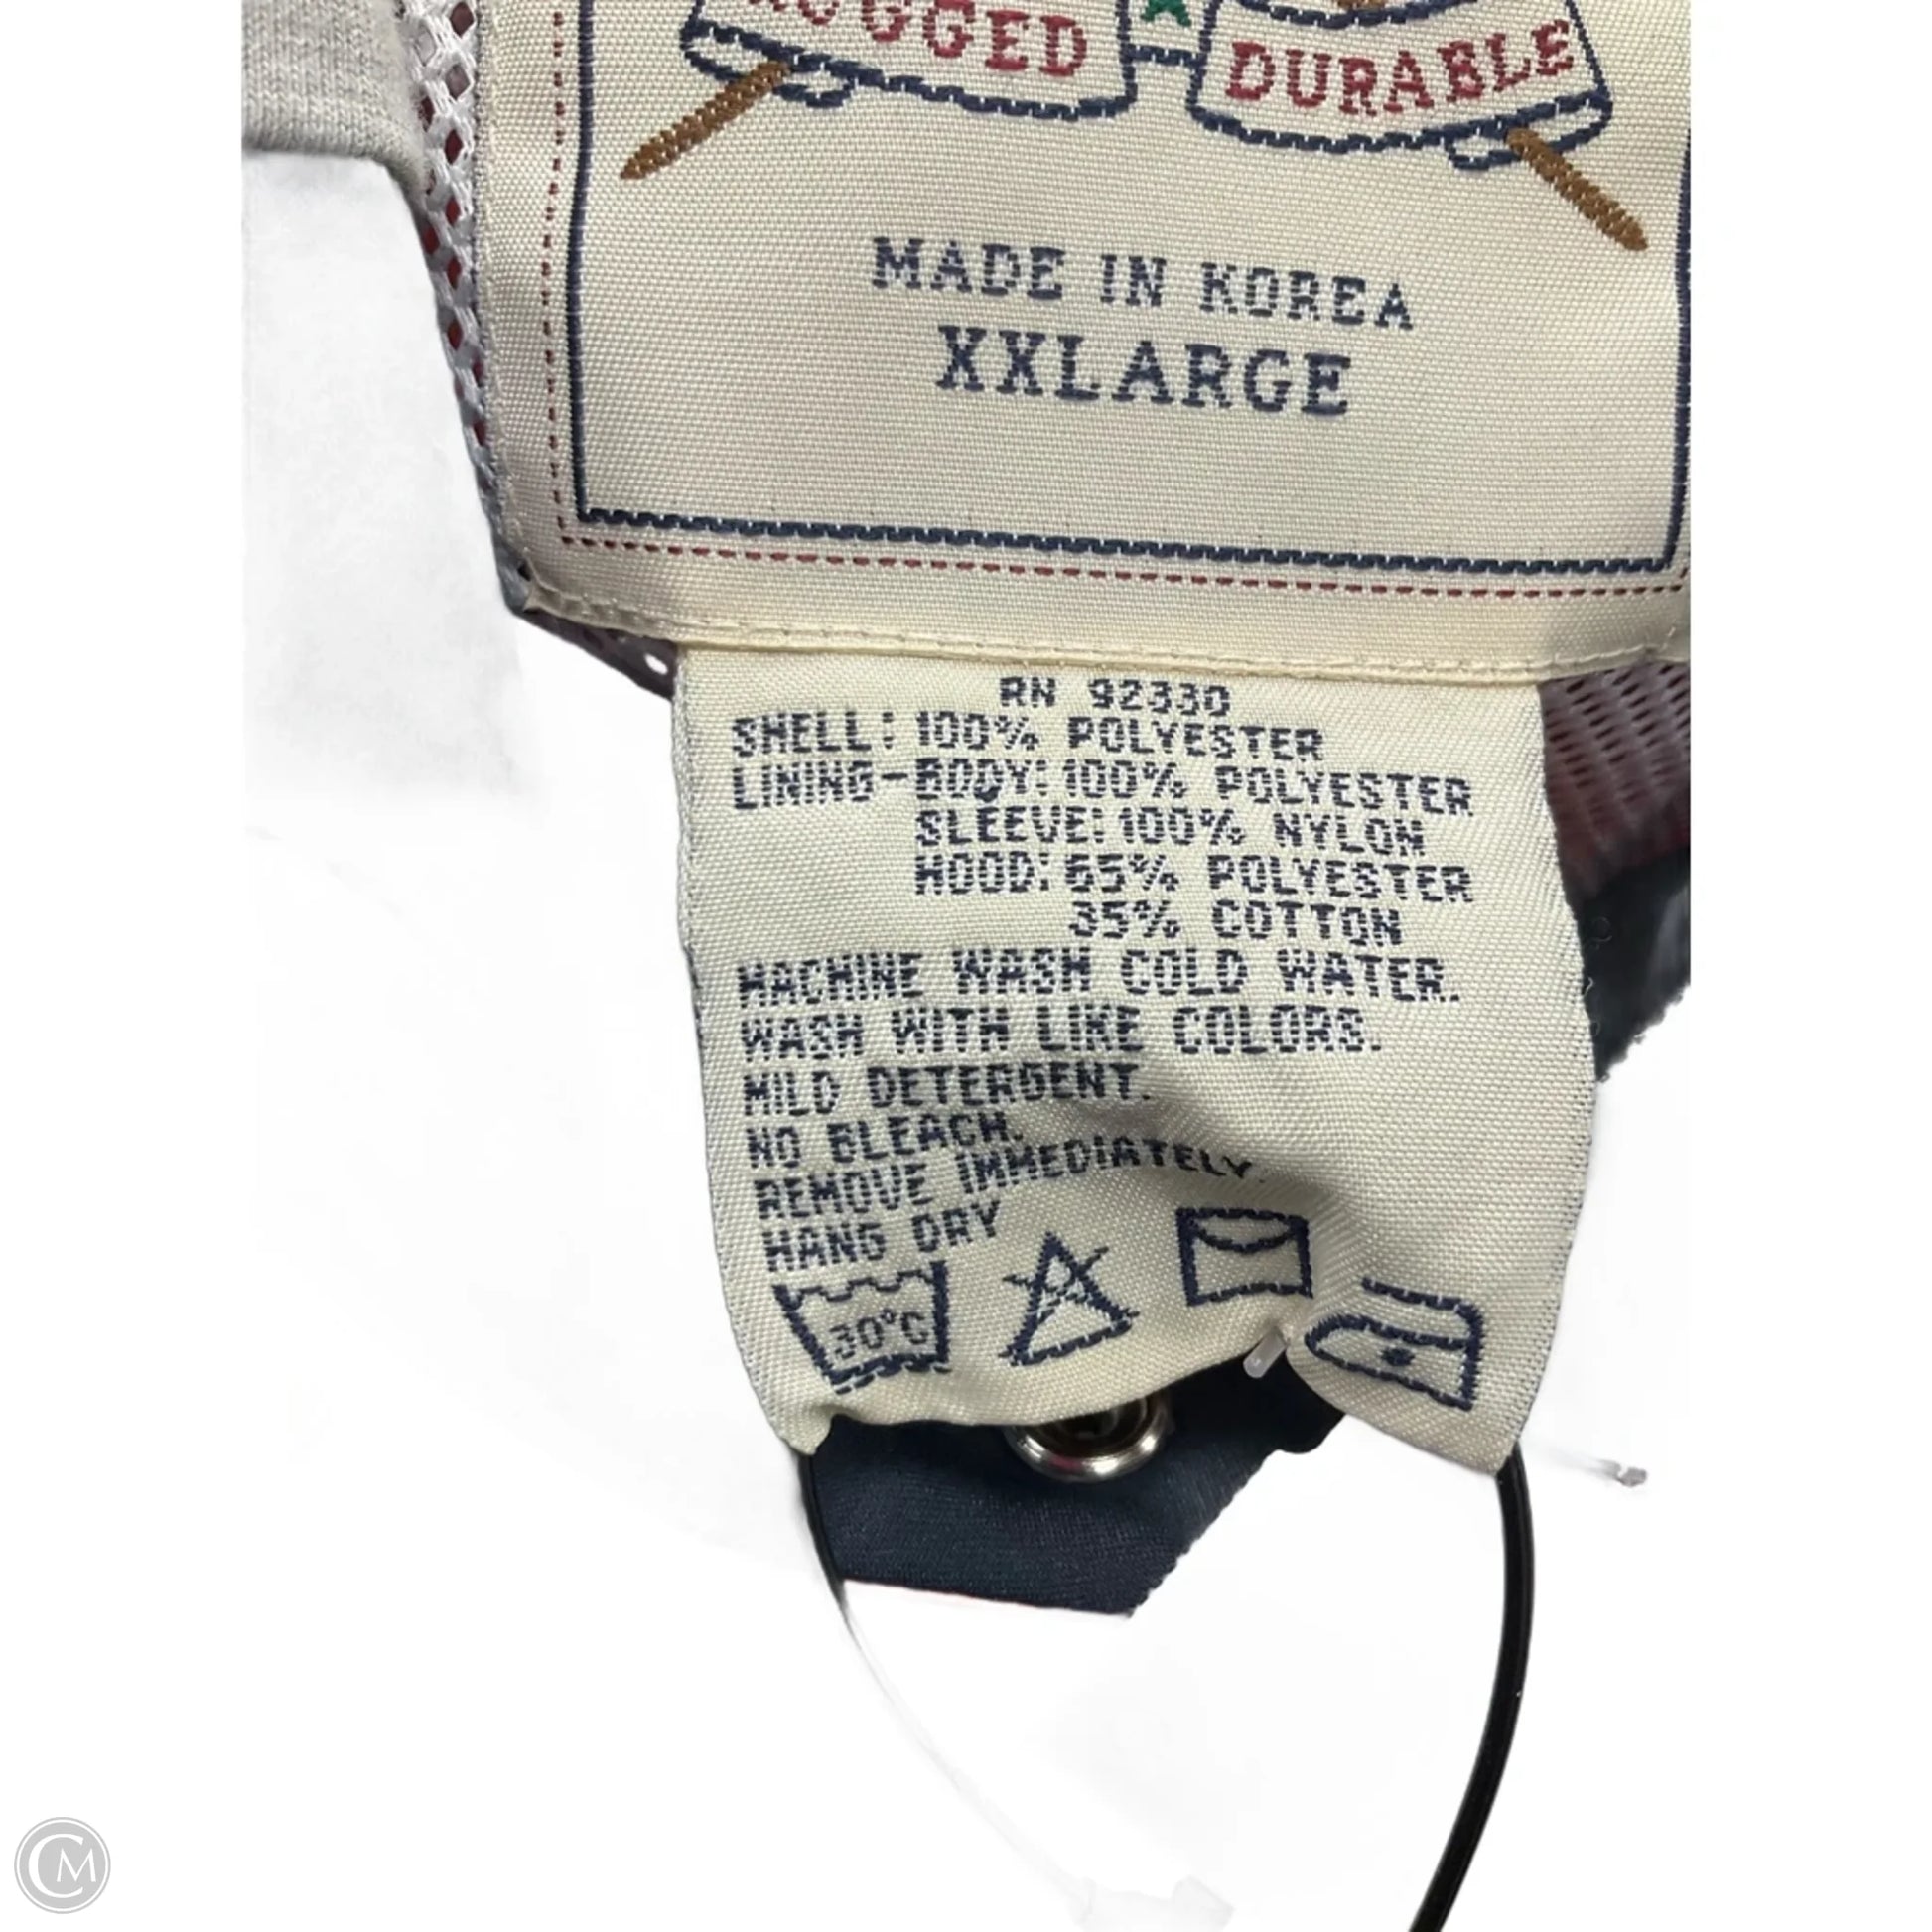 RUGGED
DURABLE
MADE IN KOREA
XXLARGE
RN 92330
SHELL: 100% POLYESTER
LINING-BODY: 100% POLYESTER
SLEEVE: 100% NYLON
HOOD: 65% POLYESTER
35% COTTON
MACHINE WASH COLD WATER.
WASH WITH LIKE COLORS.
MILD DETERGENT.
NO BLEACH.
REMOVE IMMEDIATELY.
HANG DRY
30°C
CM